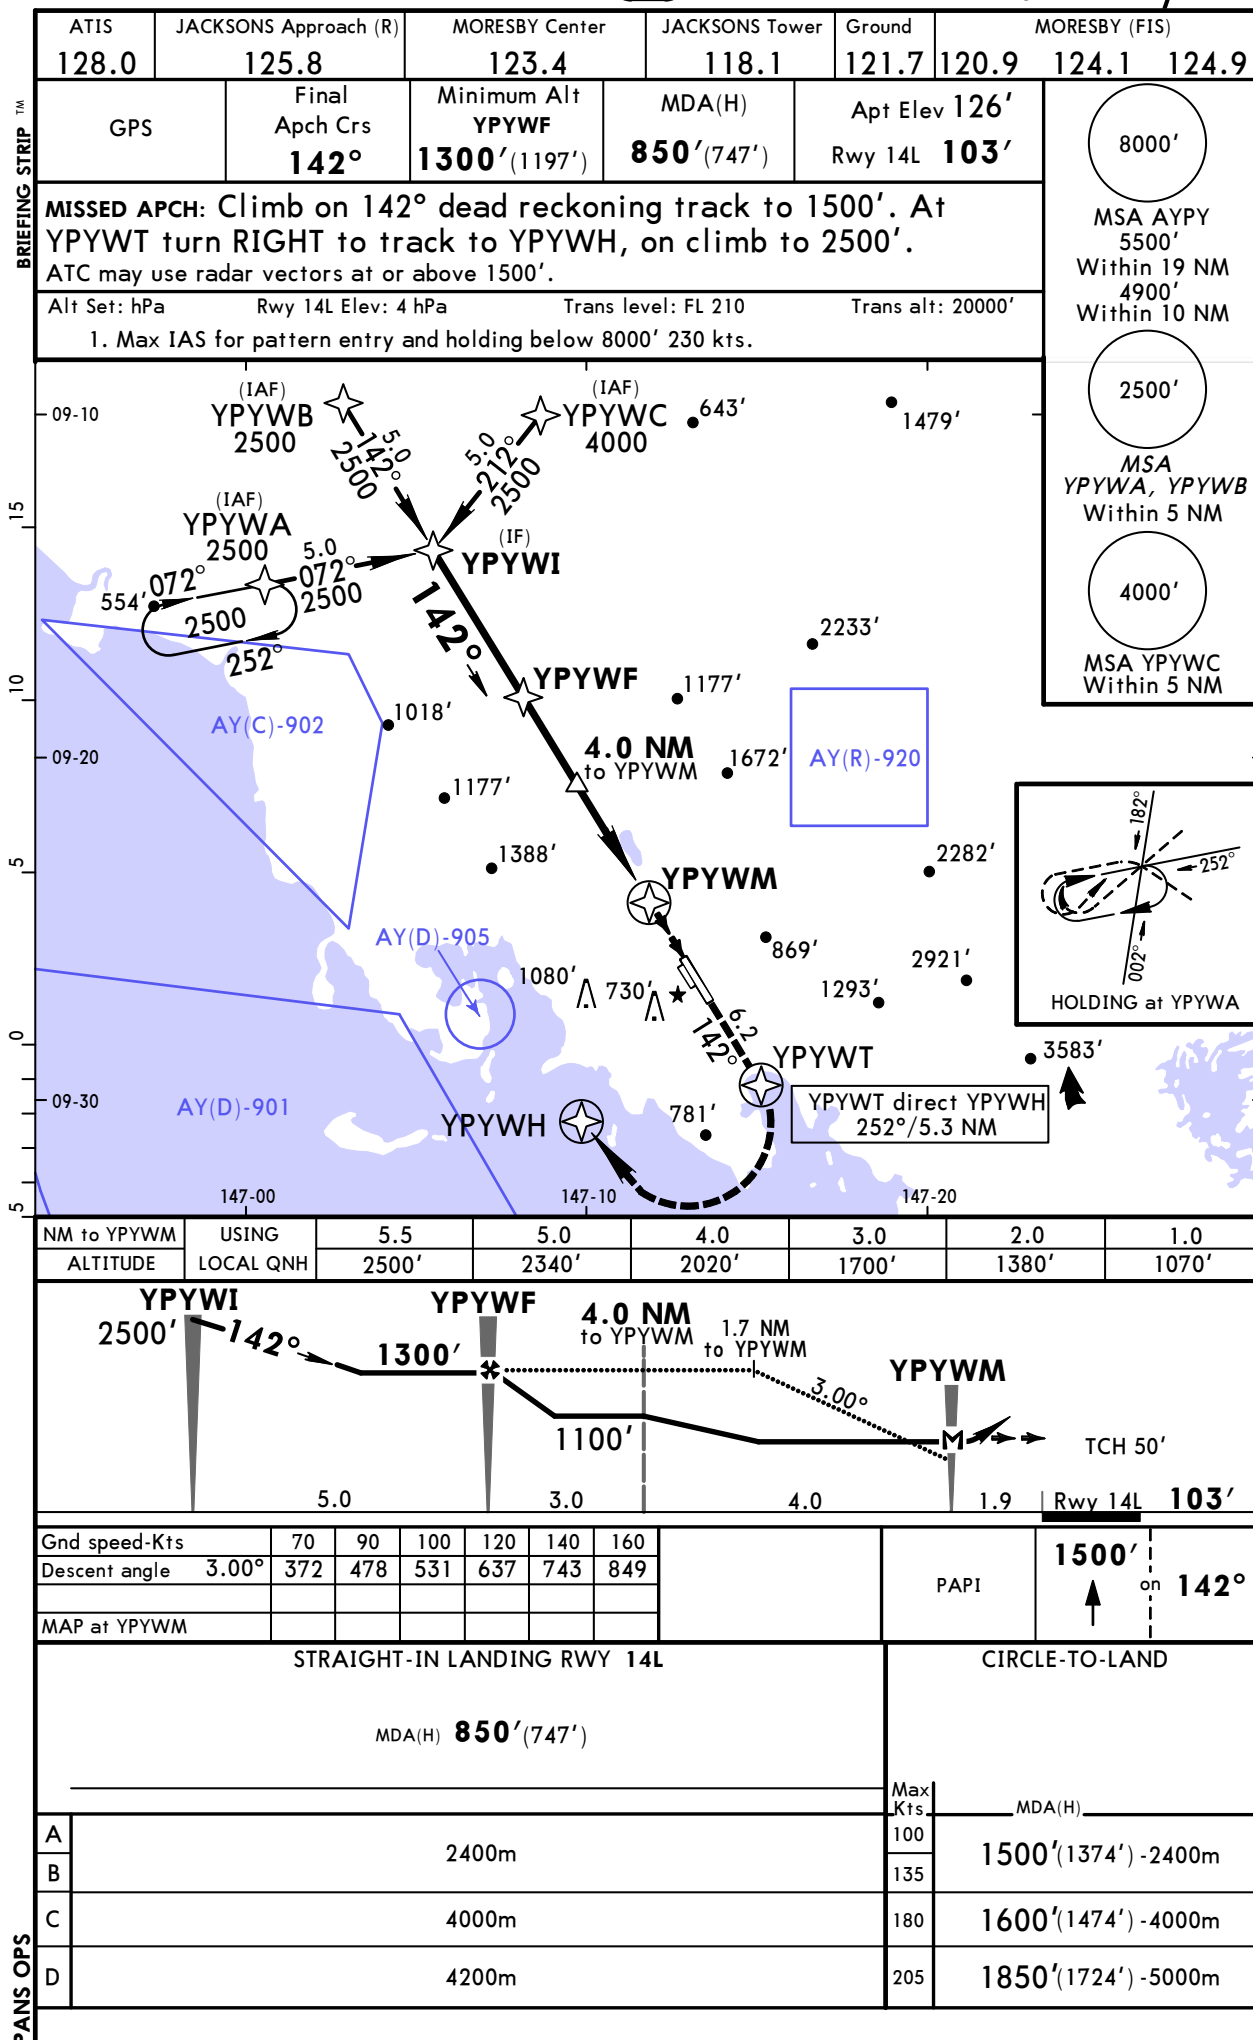 ATIS
128.0
JACKSONS Approach (R)
125.8
MORESBY Center
123.4
JACKSONS Tower
118.1
Ground
121.7
MORESBY (FIS)
120.9 124.1 124.9
BRIEFING STRIP TM
GPS
Final
Apch Crs
142°
Minimum Alt
YPYWF
1300'(1197')
MDA(H)
850'(747')
Apt Elev 126'
Rwy 14L 103'
MISSED APCH: Climb on 142° dead reckoning track to 1500'. At
YPYWT turn RIGHT to track to YPYWH, on climb to 2500'.
ATC may use radar vectors at or above 1500'.
Alt Set: hPa Rwy 14L Elev: 4 hPa Trans level: FL 210 Trans alt: 20000'
1. Max IAS for pattern entry and holding below 8000' 230 kts.
8000'
MSA AYPY
5500'
Within 19 NM
4900'
Within 10 NM
2500'
MSA
YPYWA, YPYWB
Within 5 NM
4000'
MSA YPYWC
Within 5 NM
09-10
(IAF)
YPYWB
2500
5.0
142°
2500
(IAF)
YPYWC
4000
5.0
212°
2500
643'
1479'
15
(IAF)
YPYWA
2500
5.0
072°
2500
(IF)
YPYWI
554'
072°
2500
252°
142°
2233'
10
YPYWF
1177'
AY(C)-902
1018'
09-20
4.0 NM
to YPYWM
1672'
AY(R)-920
1177'
5
1388'
2282'
YPYWM
182°
252°
002°
HOLDING at YPYWA
AY(D)-905
869'
1080'
730'
1293'
2921'
0
6.2
142°
YPYWT
3583'
09-30
AY(D)-901
YPYWH
781'
YPYWT direct YPYWH
252°/5.3 NM
5
147-00
147-10
147-20
NM to YPYWM USING 5.5 5.0 4.0 3.0 2.0 1.0
ALTITUDE LOCAL QNH 2500' 2340' 2020' 1700' 1380' 1070'
YPYWI
2500'
142°
1300'
YPYWF
4.0 NM
to YPYWM
1.7 NM
to YPYWM
3.00°
YPYWM
1100'
M
TCH 50'
5.0 3.0 4.0 1.9 Rwy 14L 103'
Gnd speed-Kts 70 90 100 120 140 160
Descent angle 3.00° 372 478 531 637 743 849
MAP at YPYWM
PAPI
1500'
on 142°
STRAIGHT-IN LANDING RWY 14L
MDA(H) 850'(747')
CIRCLE-TO-LAND
Max
Kts
MDA(H)
A
B
2400m
100
135
1500'(1374') -2400m
C 4000m 180 1600'(1474') -4000m
D 4200m 205 1850'(1724') -5000m
PANS OPS